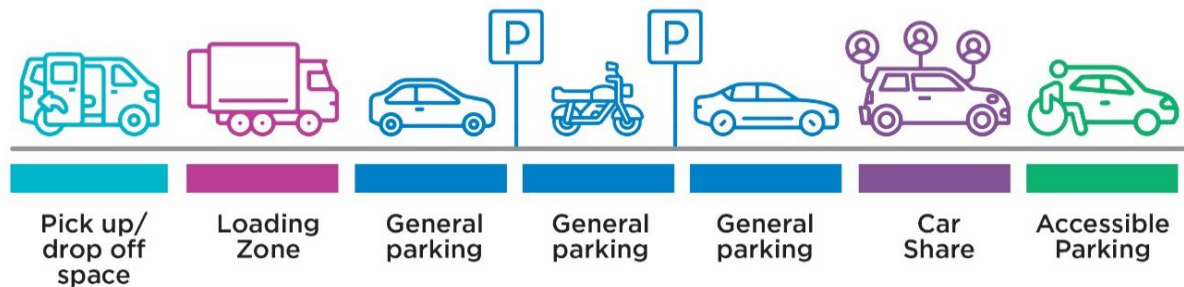 P
P
Pick up/
drop off
space
Loading
Zone
General
parking
General
parking
General
parking
Car
Share
Accessible
Parking